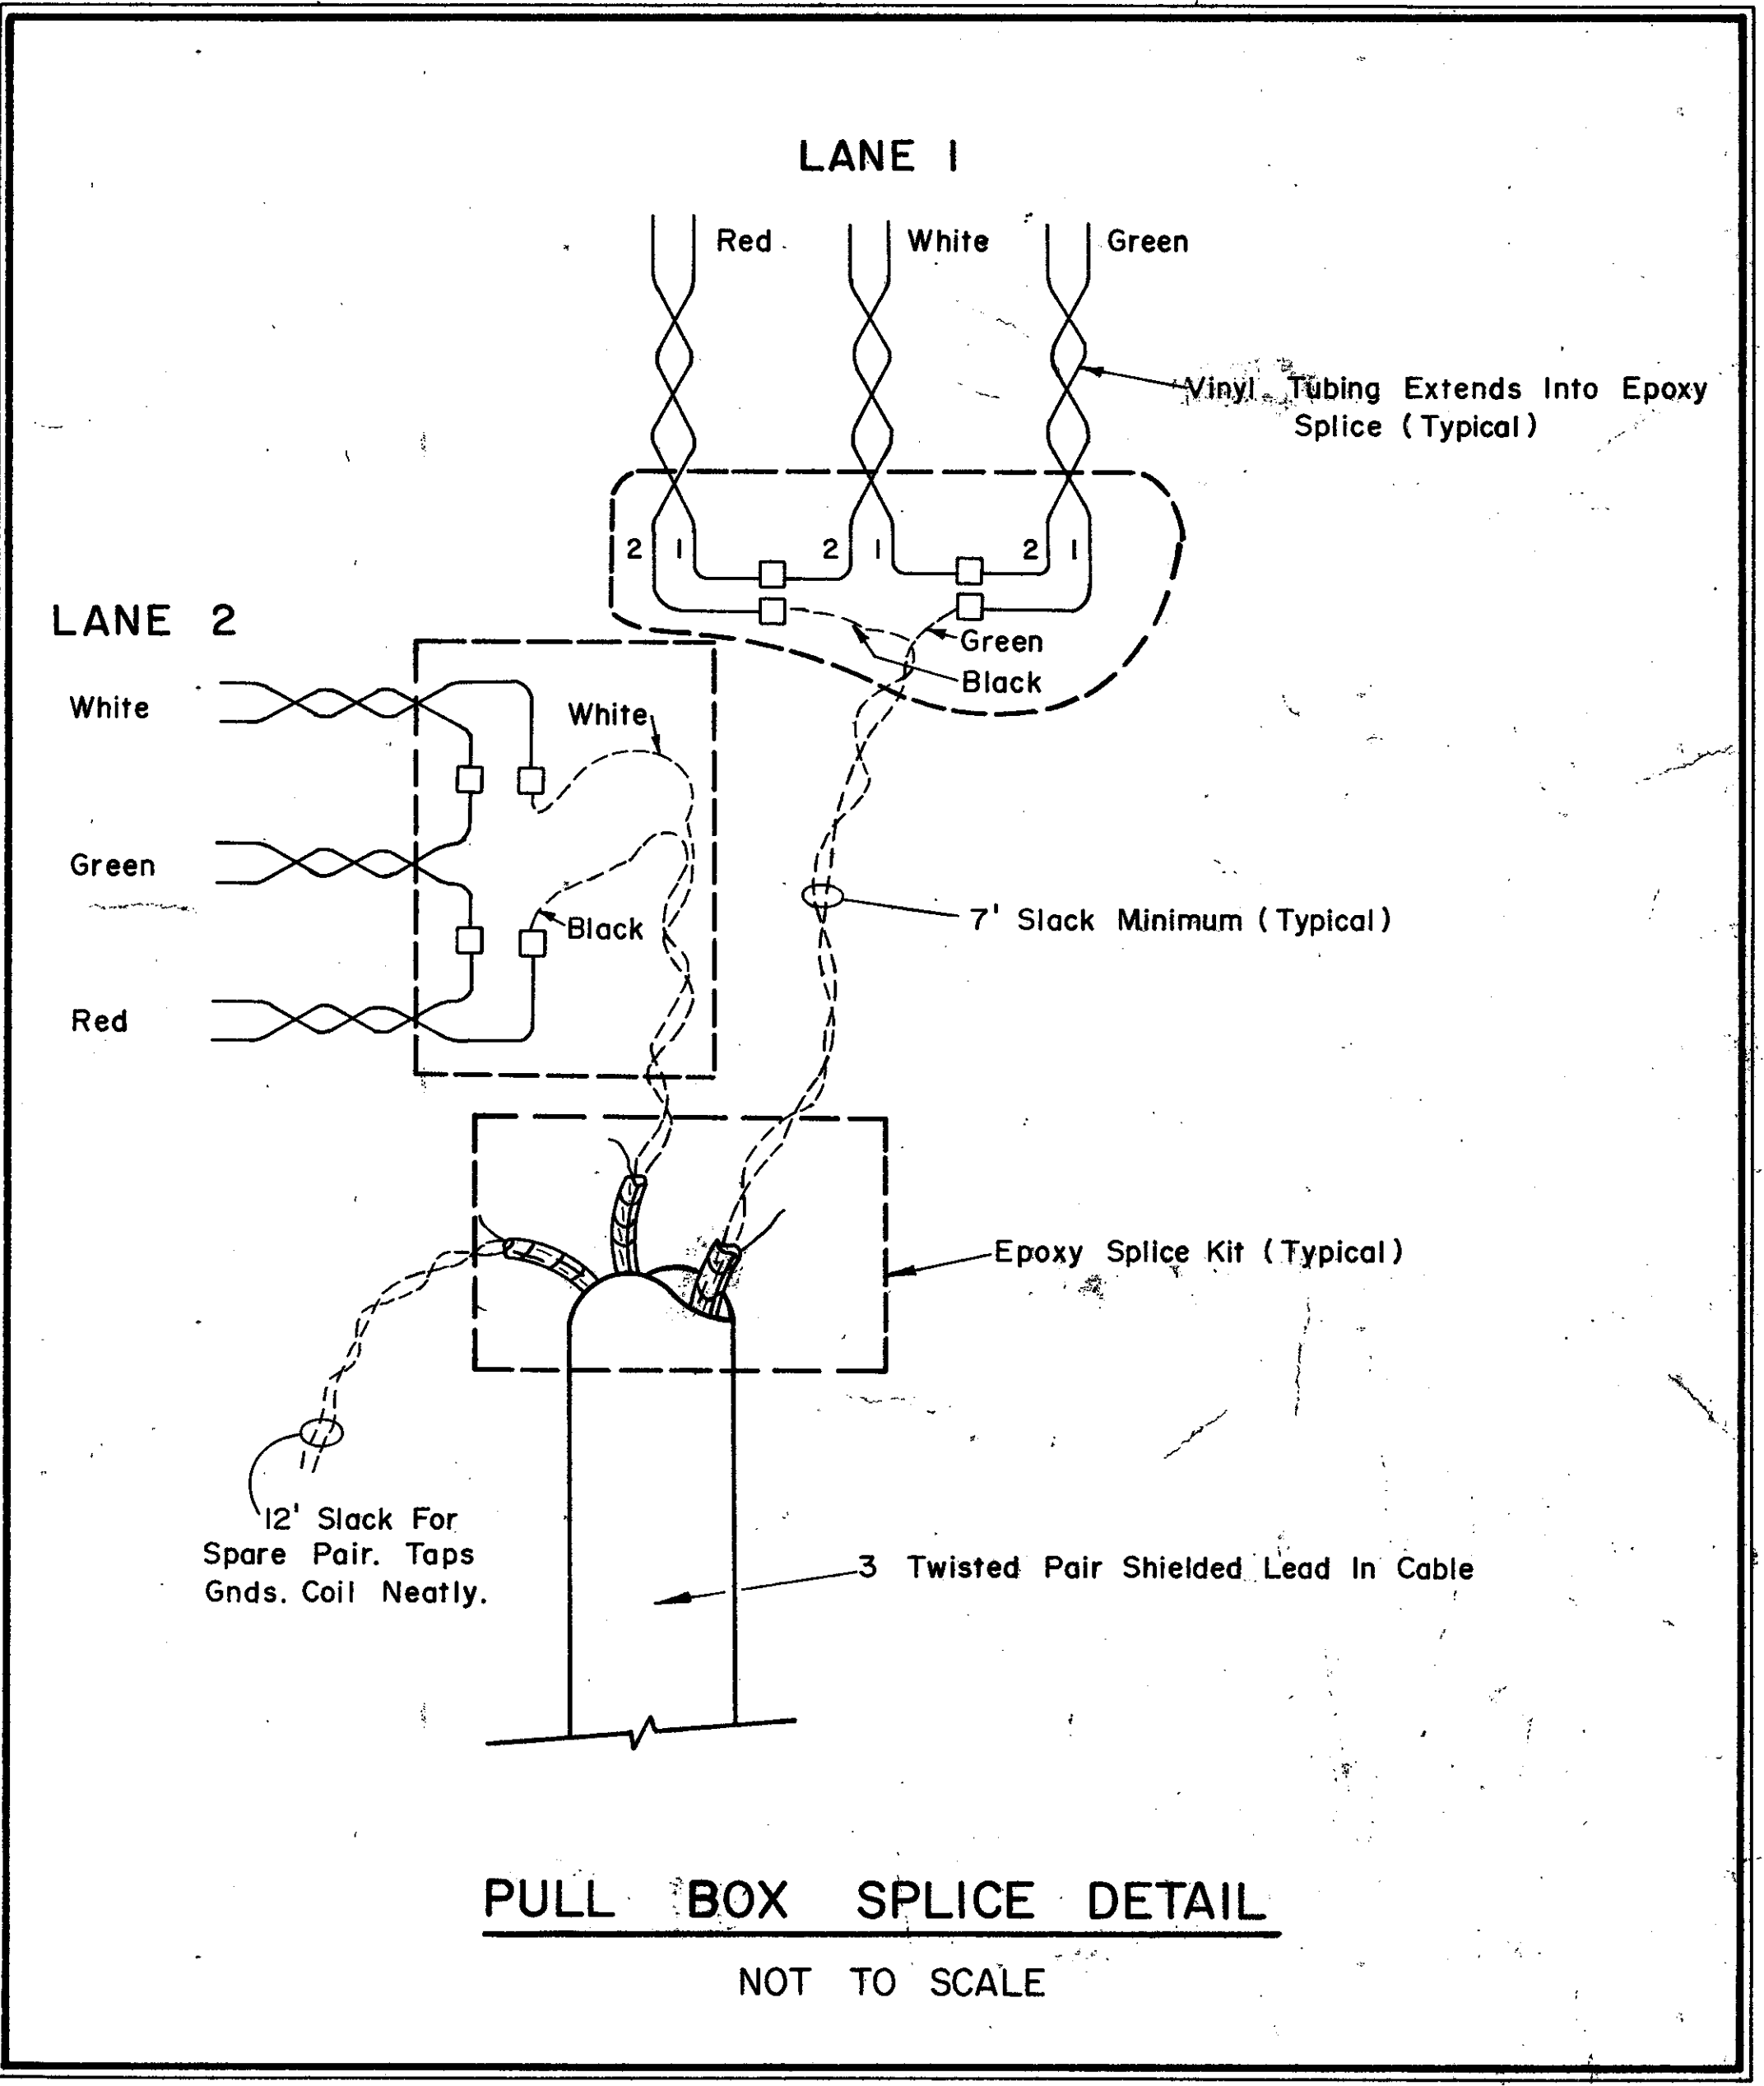 LANE 1
Red
White
Green
Vinyl Tubing Extends Into Epoxy
Splice (Typical)
2 1 2 1 2 1
Green
Black
LANE 2
White
White
Green
Black
Red
7' Slack Minimum (Typical)
Epoxy Splice Kit (Typical)
12' Slack For
Spare Pair. Taps
Gnds. Coil Neatly.
3 Twisted Pair Shielded Lead In Cable
PULL BOX SPLICE DETAIL
NOT TO SCALE